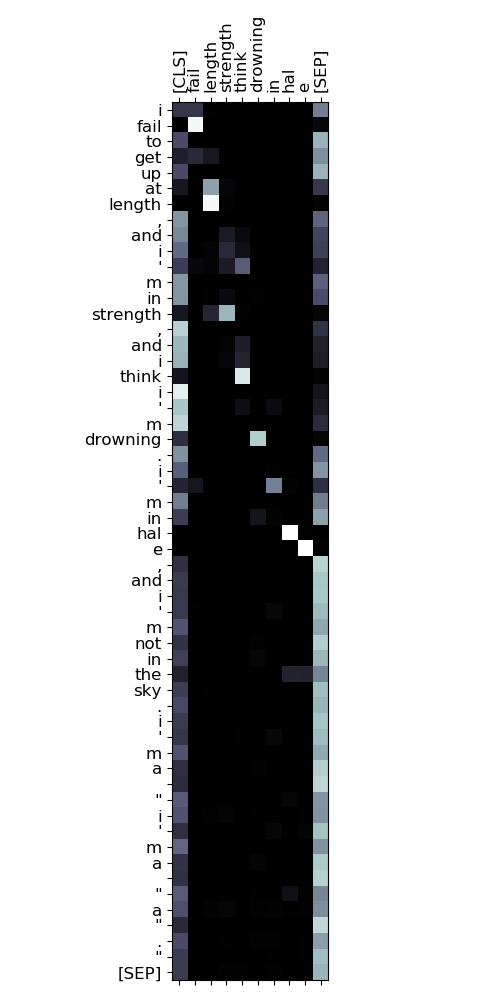 [CLS]
fail
length
strength
think
drowning
in
hal
e
[SEP]
i
fail
to
get
up
at
length
,
and
i
'
m
in
strength
,
and
i
think
i
'
m
drowning
.
i
'
m
in
hal
e
,
and
i
'
m
not
in
the
sky
.
i
'
m
a
"
i
'
m
a
"
a
"
.
"
[SEP]